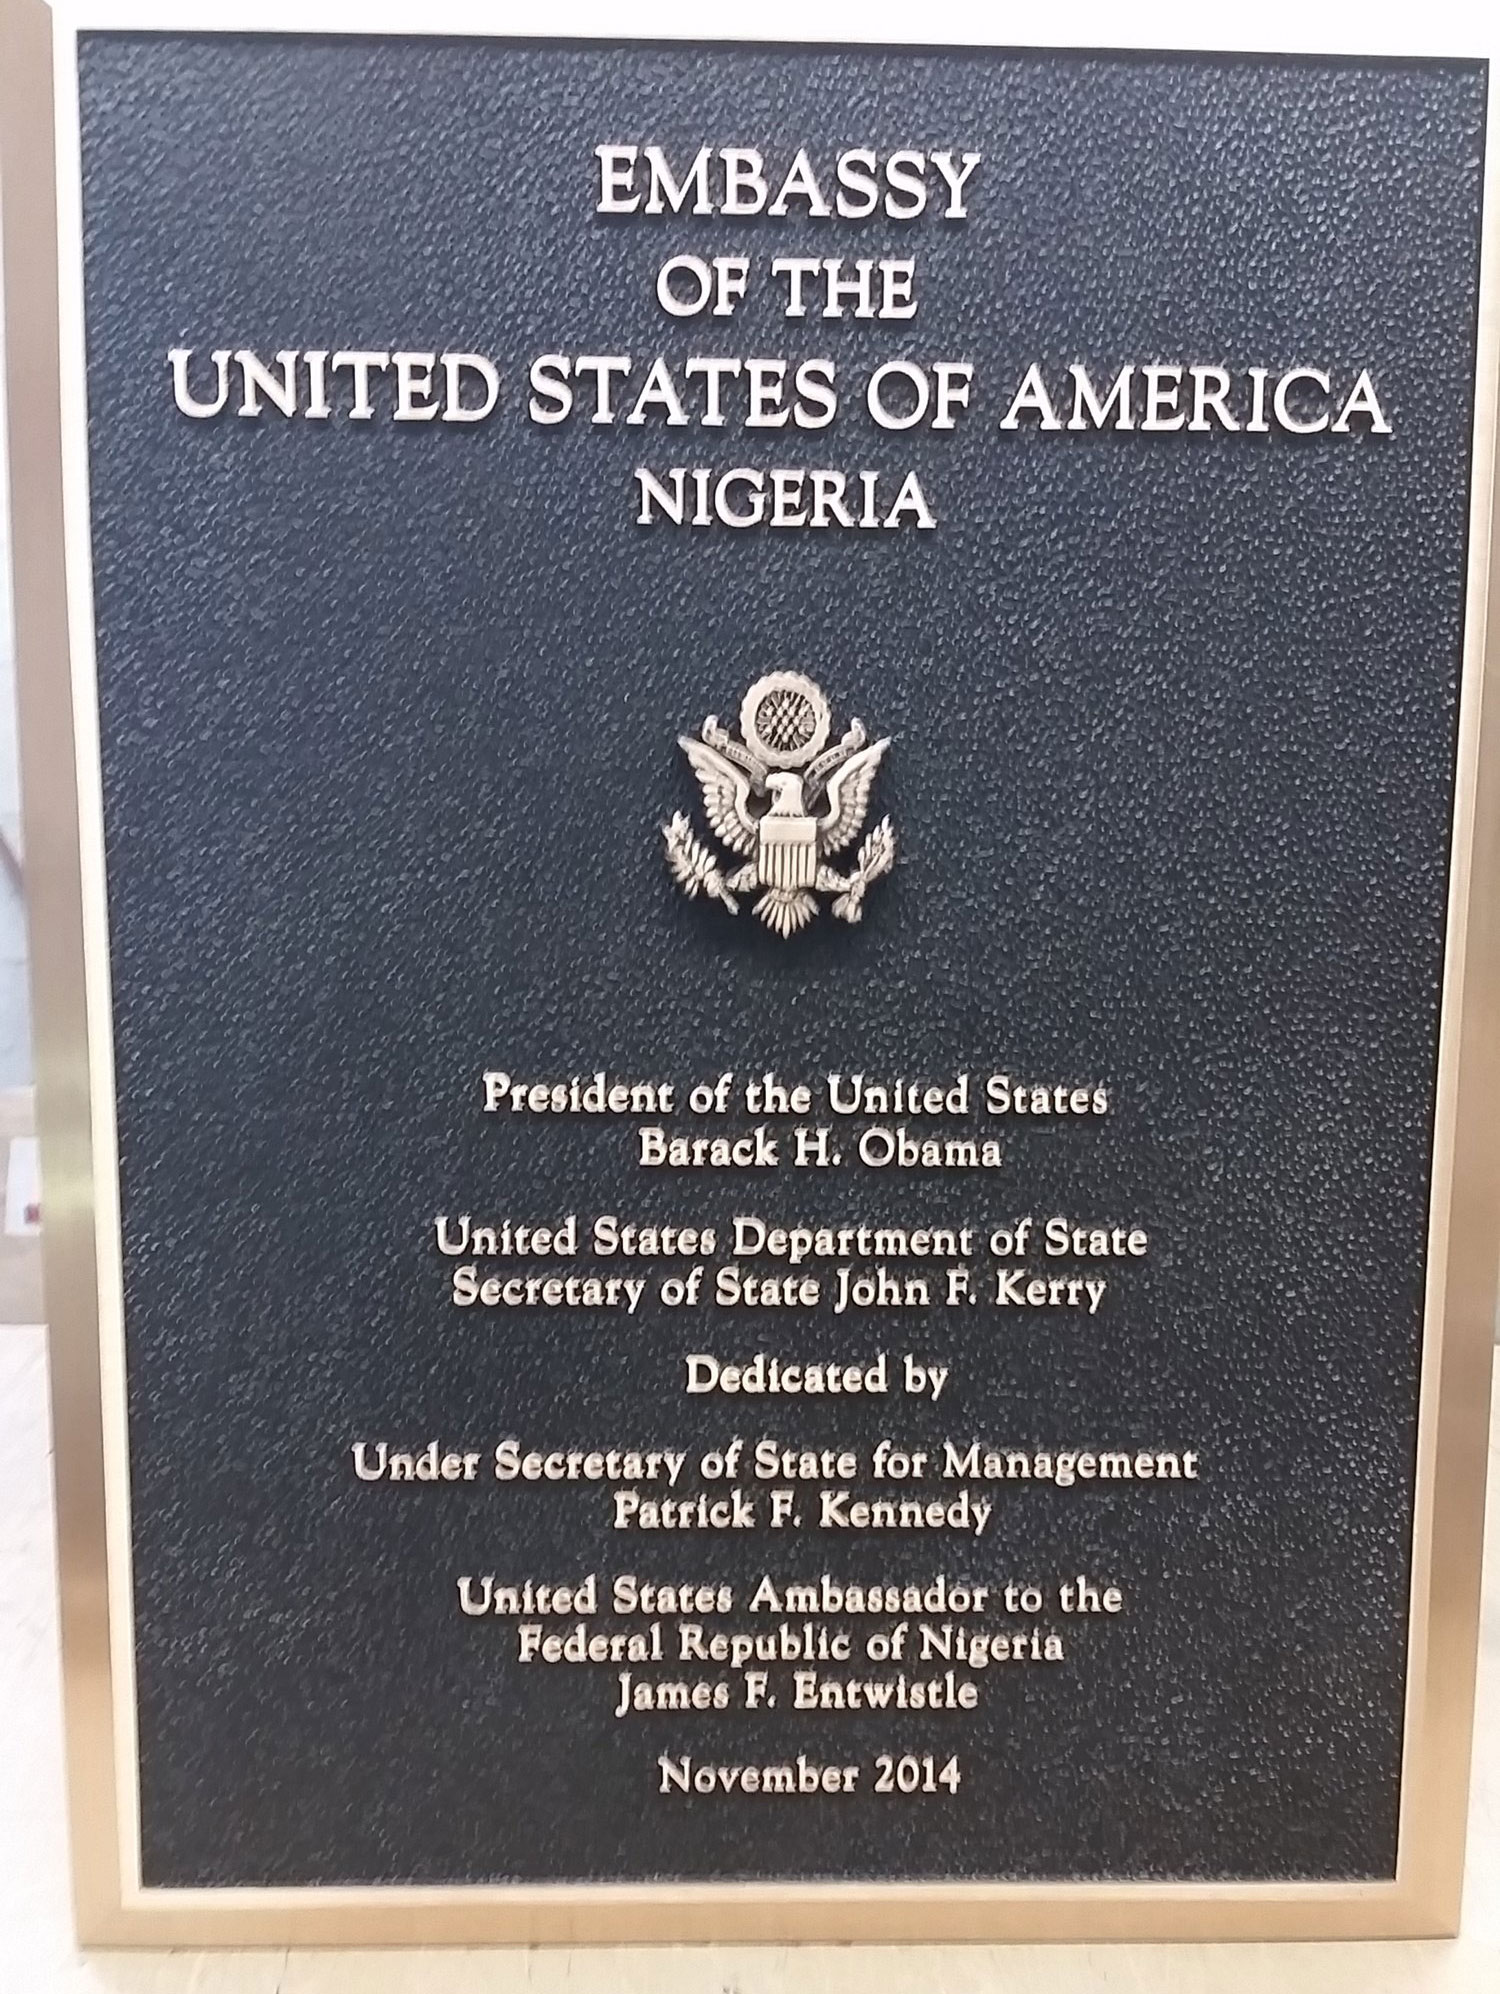 EMBASSY
OF THE
UNITED STATES OF AMERICA
NIGERIA
President of the United States
Barack H. Obama
United States Department of State
Secretary of State John F. Kerry
Dedicated by
Under Secretary of State for Management
Patrick F. Kennedy
United States Ambassador to the
Federal Republic of Nigeria
James F. Entwistle
November 2014